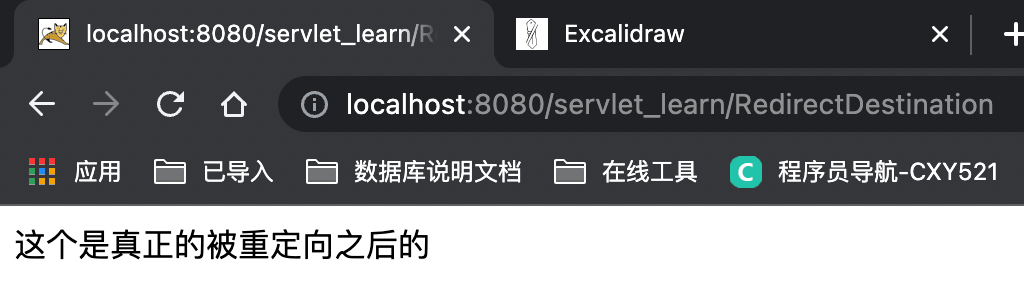 localhost:8080/servlet_learn/R
Excalidraw
localhost:8080/servlet_learn/RedirectDestination
应用 已导入 数据库说明文档 在线工具 C 程序员导航-CXY521
这个是真正的被重定向之后的